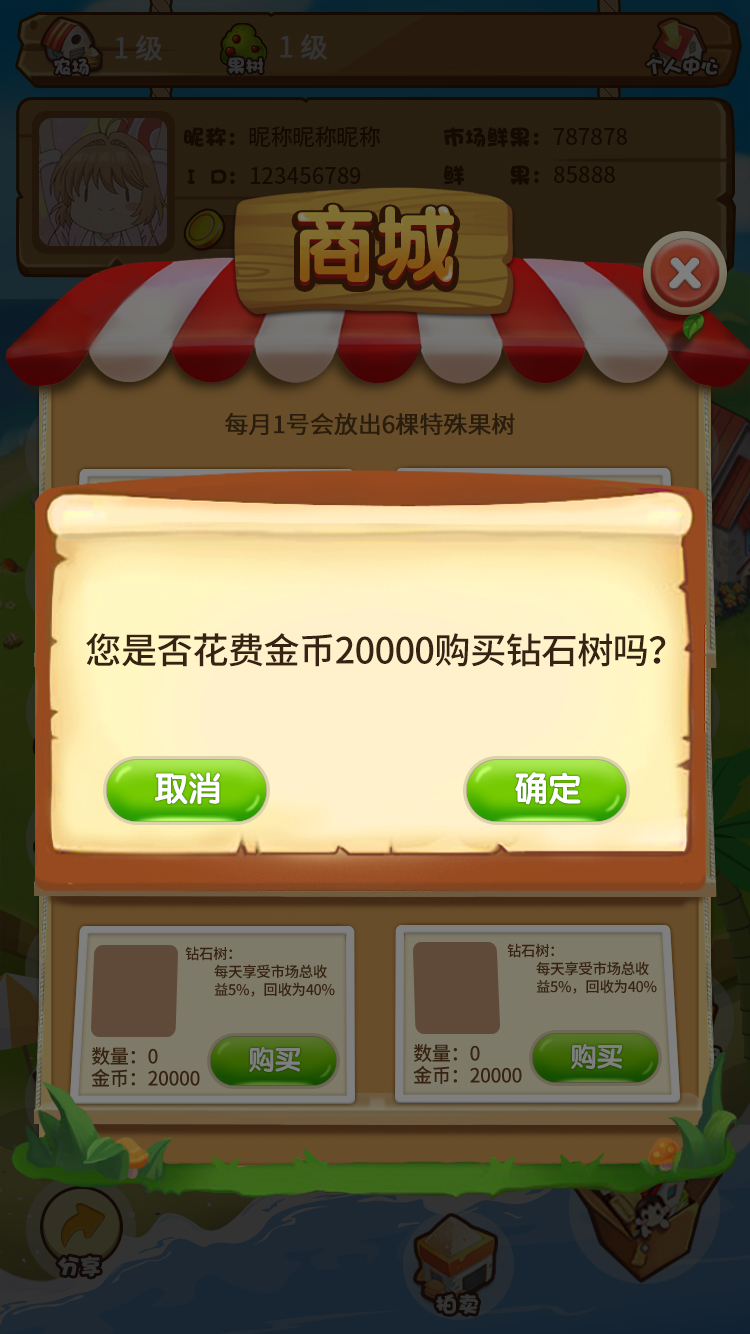 农场
1 级
果树
1 级
个人中心
昵称：昵称昵称昵称
市场鲜果：787878
I D：123456789
鲜 果：85888
商城
每月1号会放出6棵特殊果树
您是否花费金币20000购买钻石树吗?
取消
确定
钻石树：
每天享受市场总收
益5%，回收为40%
数量：0
金币：20000
购买
钻石树：
每天享受市场总收
益5%，回收为40%
数量：0
金币：20000
购买
分享
拍卖